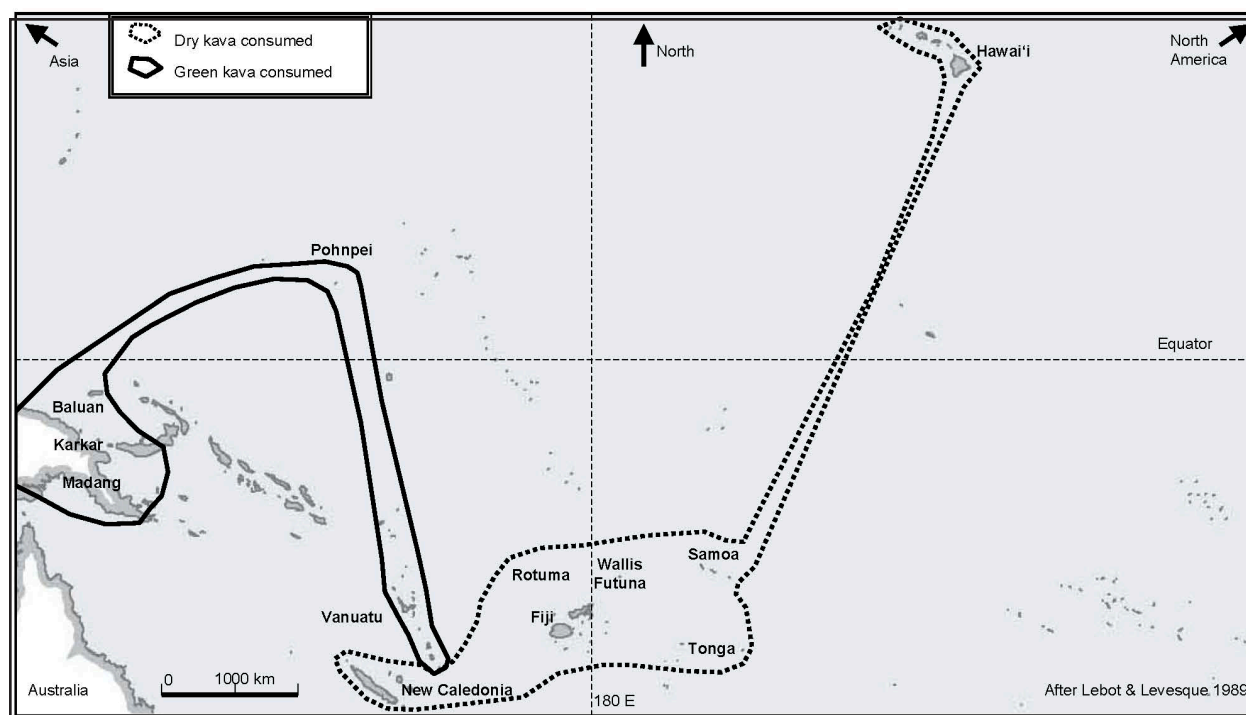 Dry kava consumed
Green kava consumed
Asia
North
Hawai‘i
North
America
Pohnpei
Equator
Baluan
Karkar
Madang
Samoa
Wallis
Futuna
Rotuma
Vanuatu
Fiji
Tonga
Australia
0 1000 km
New Caledonia
180 E
After Lebot & Levesque 1989